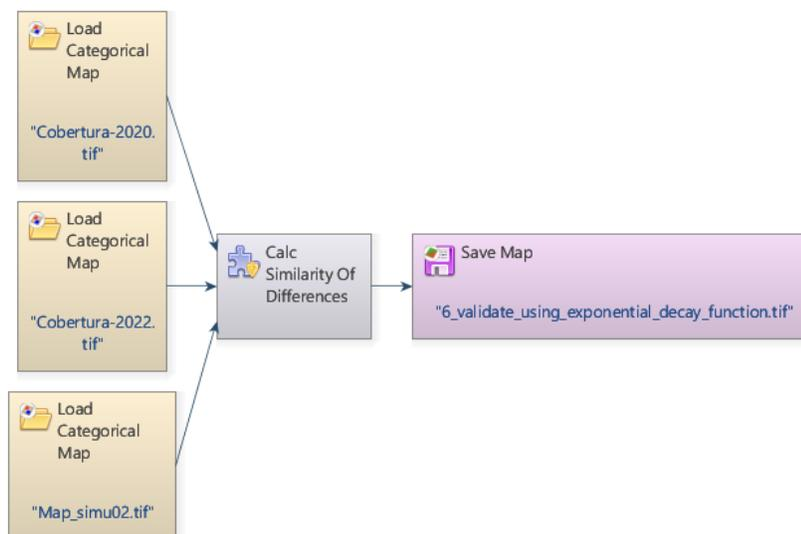 Load
Categorical
Map
"Cobertura-2020.
tif"
Load
Categorical
Map
"Cobertura-2022.
tif"
Load
Categorical
Map
"Map_simu02.tif"
Calc
Similarity Of
Differences
Save Map
"6_validate_using_exponential_decay_function.tif"